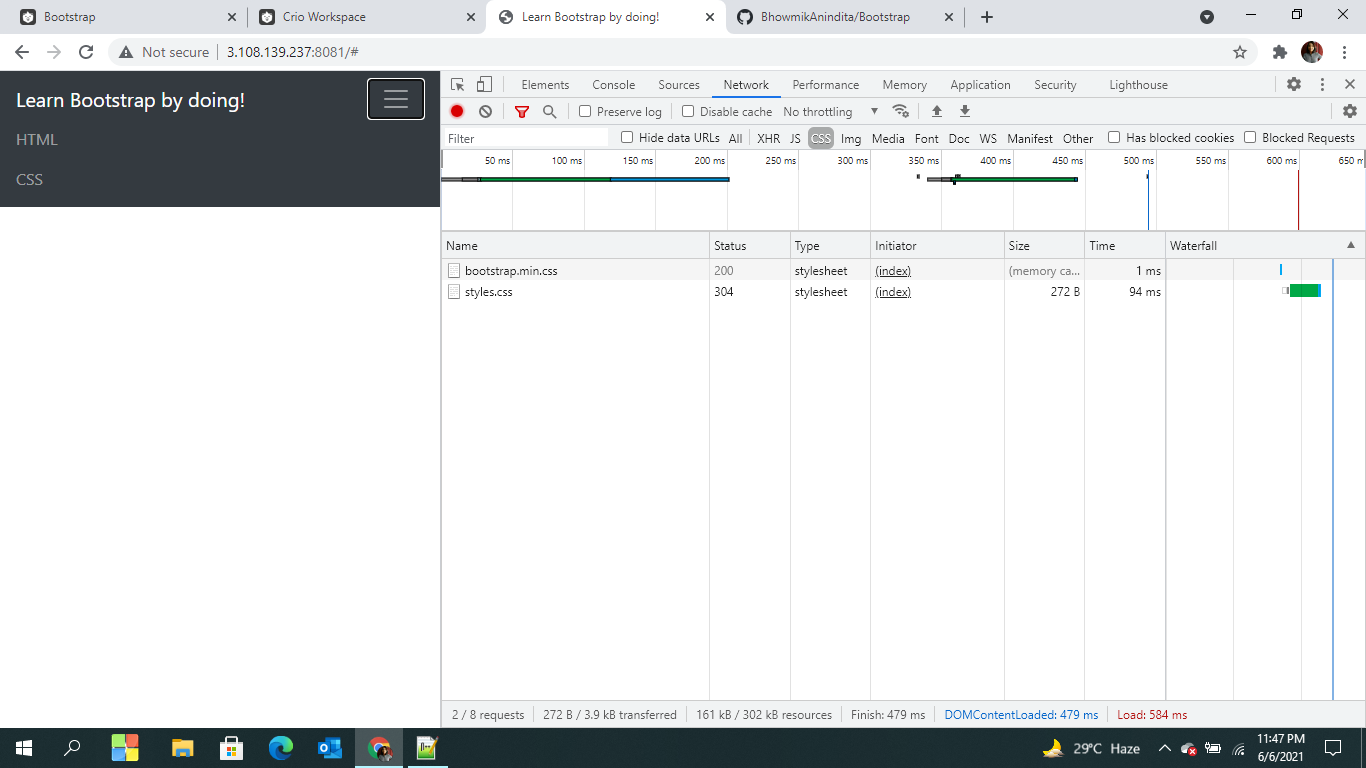 Bootstrap
Crio Workspace
Learn Bootstrap by doing!
BhowmikAnindita/Bootstrap
Not secure
3.108.139.237:8081/#
Learn Bootstrap by doing!
HTML
CSS
Elements Console Sources Network Performance Memory Application Security Lighthouse
Preserve log Disable cache No throttling
Filter Hide data URLs All XHR JS CSS Img Media Font Doc WS Manifest Other Has blocked cookies Blocked Requests
50 ms 100 ms 150 ms 200 ms 250 ms 300 ms 350 ms 400 ms 450 ms 500 ms 550 ms 600 ms 650 m
Name Status Type Initiator Size Time Waterfall
bootstrap.min.css 200 stylesheet (index) (memory ca... 1 ms
styles.css 304 stylesheet (index) 272 B 94 ms
2 / 8 requests 272 B / 3.9 kB transferred 161 kB / 302 kB resources Finish: 479 ms DOMContentLoaded: 479 ms Load: 584 ms
29°C Haze
11:47 PM
6/6/2021